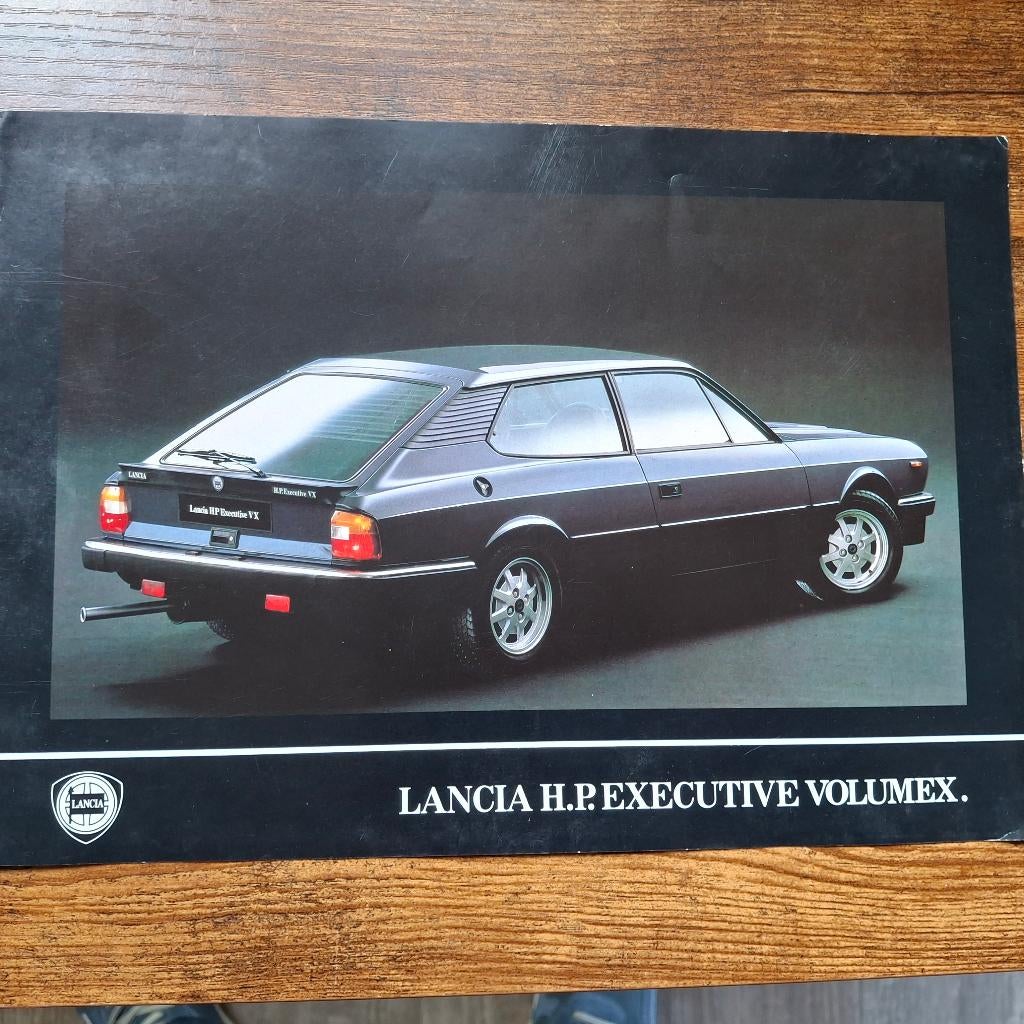 LANCIA
H.P. Executive VX
Lancia HP Executive VX
LANCIA
LANCIA H.P. EXECUTIVE VOLUMEX.